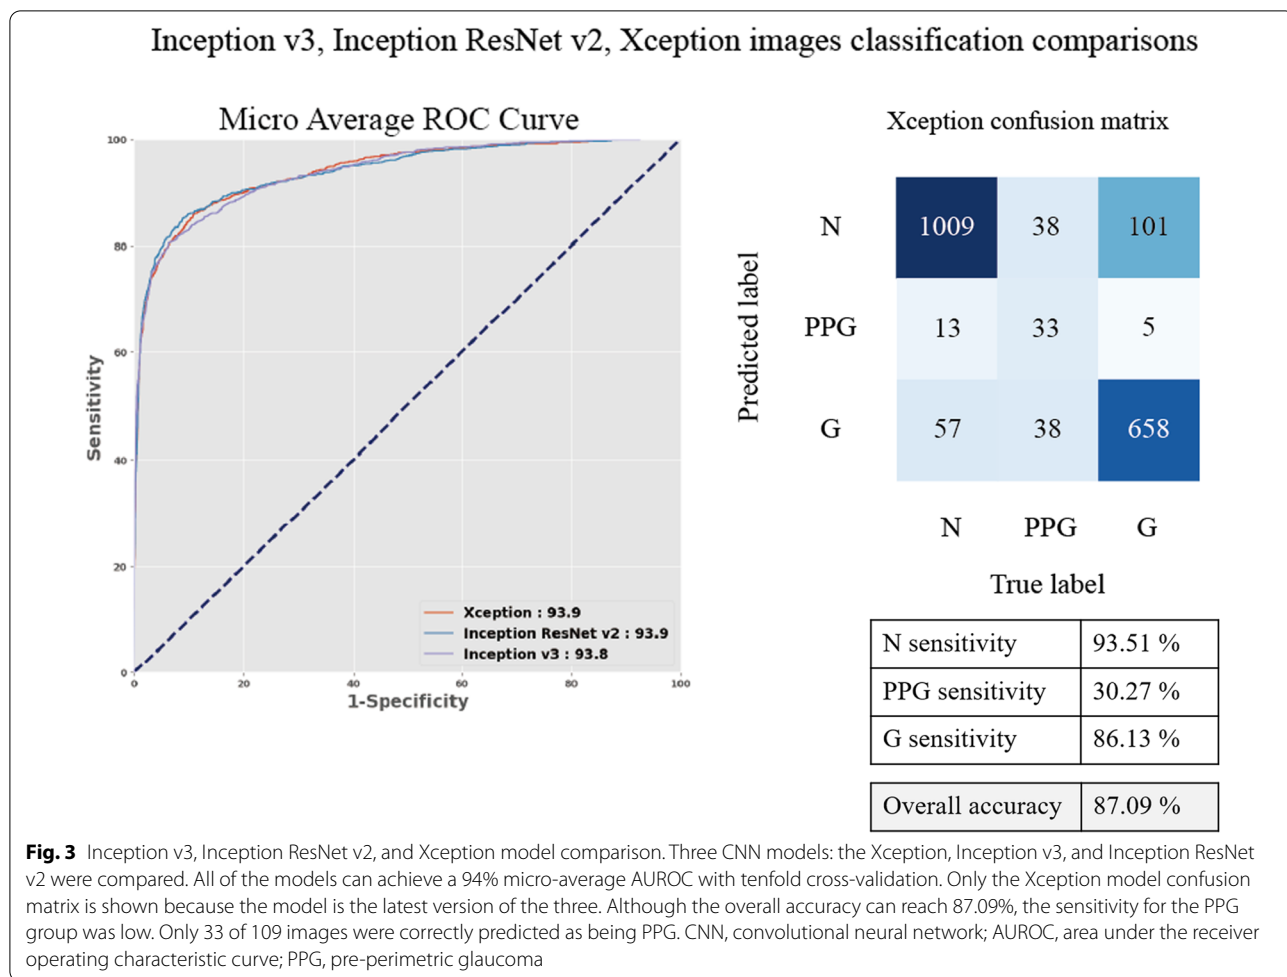 Inception v3, Inception ResNet v2, Xception images classification comparisons
Micro Average ROC Curve
100
80
60
40
20
0
Sensitivity
0 20 40 60 80 100
1-Specificity
Xception : 93.9
Inception ResNet v2 : 93.9
Inception v3 : 93.8
Xception confusion matrix
Predicted label
N 1009 38 101
PPG 13 33 5
G 57 38 658
N PPG G
True label
N sensitivity 93.51 %
PPG sensitivity 30.27 %
G sensitivity 86.13 %
Overall accuracy 87.09 %
Fig. 3 Inception v3, Inception ResNet v2, and Xception model comparison. Three CNN models: the Xception, Inception v3, and Inception ResNet
v2 were compared. All of the models can achieve a 94% micro-average AUROC with tenfold cross-validation. Only the Xception model confusion
matrix is shown because the model is the latest version of the three. Although the overall accuracy can reach 87.09%, the sensitivity for the PPG
group was low. Only 33 of 109 images were correctly predicted as being PPG. CNN, convolutional neural network; AUROC, area under the receiver
operating characteristic curve; PPG, pre-perimetric glaucoma